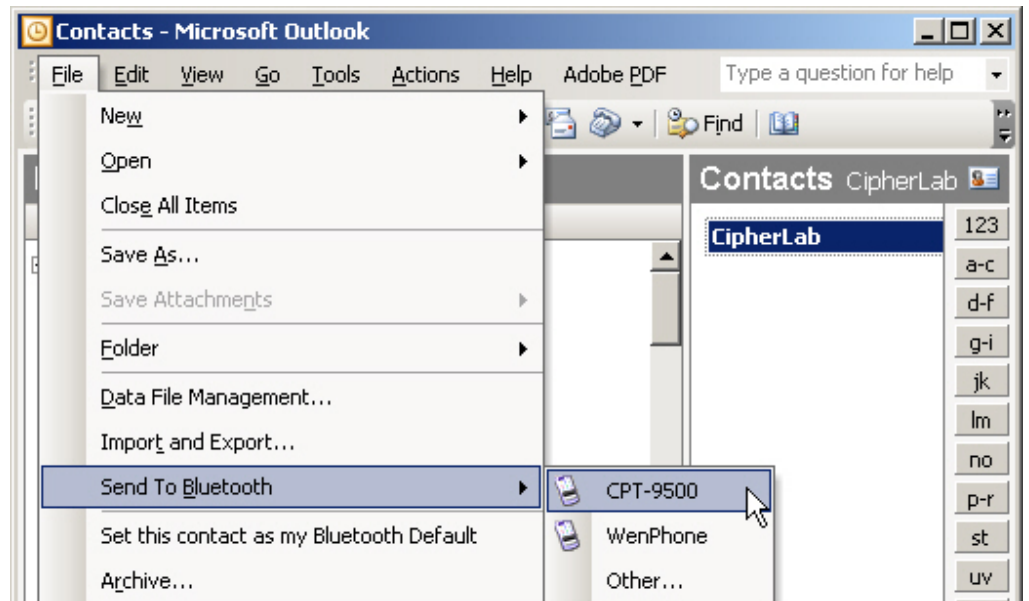 Contacts - Microsoft Outlook
File Edit View Go Tools Actions Help Adobe PDF Type a question for help
Find
New
Open
Close All Items
Save As...
Save Attachments
Folder
Data File Management...
Import and Export...
Send To Bluetooth
Set this contact as my Bluetooth Default
Archive...
CPT-9500
WenPhone
Other...
Contacts CipherLab
CipherLab
123
a-c
d-f
g-i
jk
lm
no
p-r
st
uv